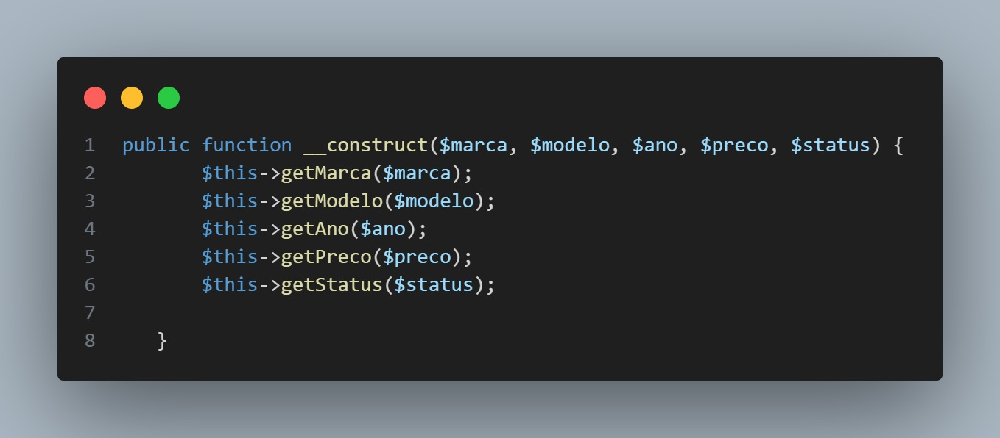 1 public function __construct($marca, $modelo, $ano, $preco, $status) {
2 $this->getMarca($marca);
3 $this->getModelo($modelo);
4 $this->getAno($ano);
5 $this->getPreco($preco);
6 $this->getStatus($status);
7
8 }